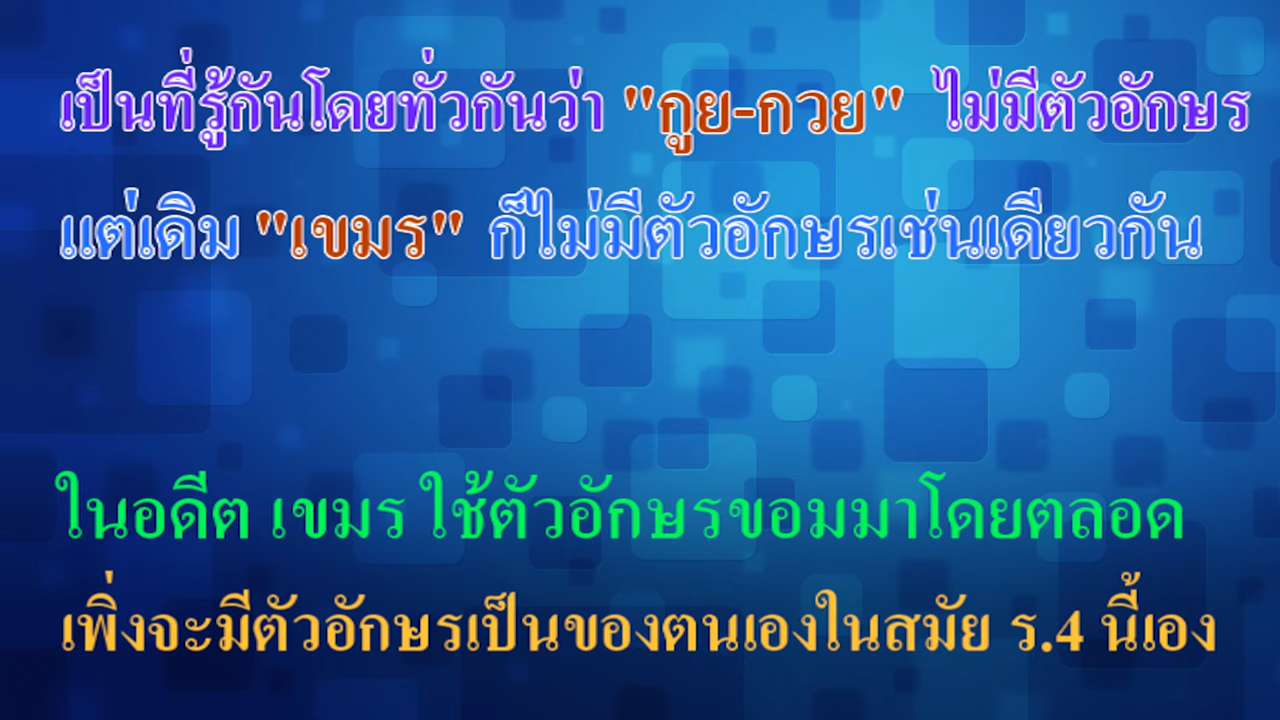 เป็นที่รู้กันโดยทั่วกันว่า "กูย-กวย" ไม่มีตัวอักษร
แต่เดิม "เขมร" ก็ไม่มีตัวอักษรเช่นเดียวกัน
ในอดีต เขมร ใช้ตัวอักษรขอมมาโดยตลอด
เพิ่งจะมีตัวอักษรเป็นของตนเองในสมัย ร.4 นี้เอง